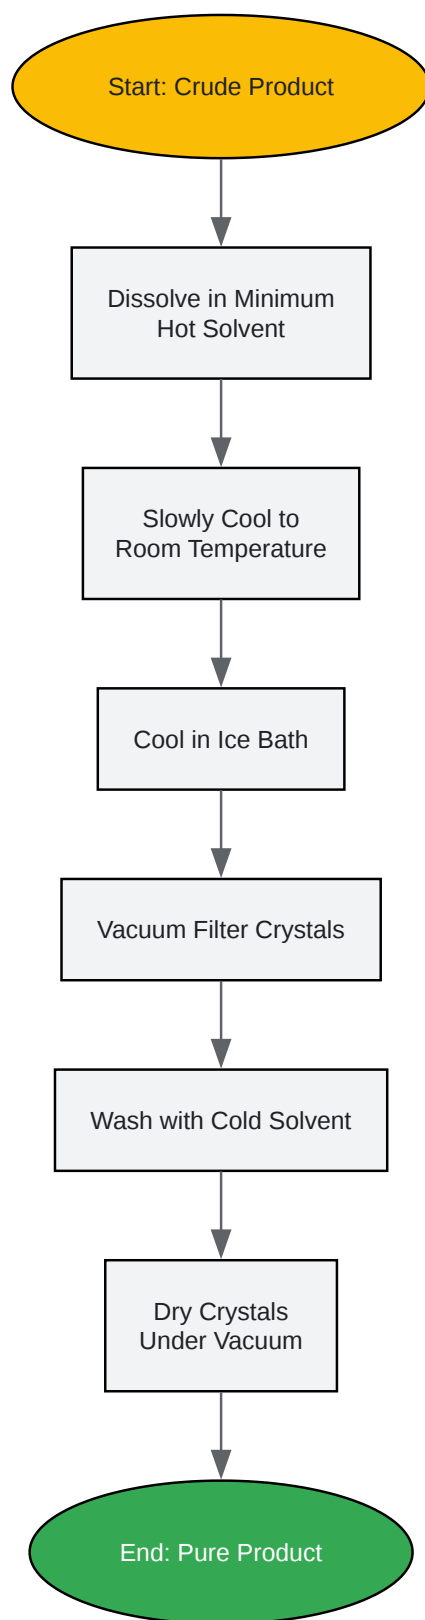 Start: Crude Product
Dissolve in Minimum
Hot Solvent
Slowly Cool to
Room Temperature
Cool in Ice Bath
Vacuum Filter Crystals
Wash with Cold Solvent
Dry Crystals
Under Vacuum
End: Pure Product